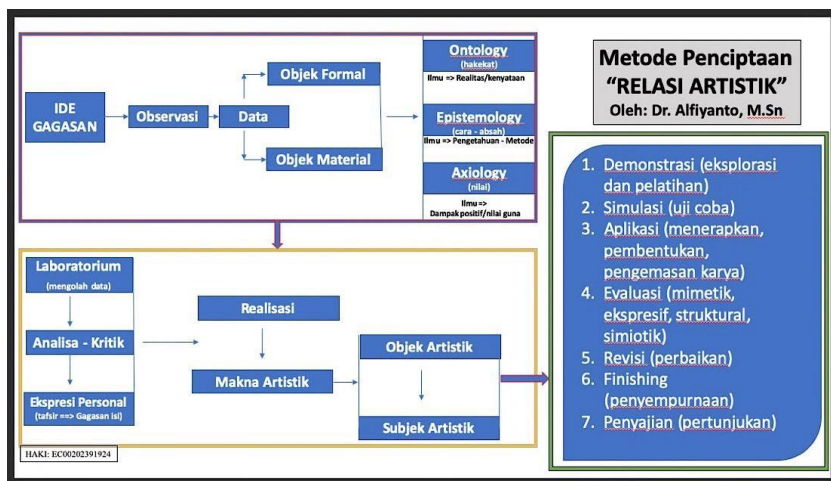 Metode Penciptaan
“RELASI ARTISTIK”
Oleh: Dr. Alfiyanto, M.Sn
IDE
GAGASAN
Observasi
Data
Objek Formal
Objek Material
Ontology
(hakekat)
Ilmu => Realitas/kenyataan
Epistemology
(cara - absah)
Ilmu => Pengetahuan - Metode
Axiology
(nilai)
Ilmu =>
Dampak positif/nilai guna
Laboratorium
(mengolah data)
Analisa - Kritik
Ekspresi Personal
(tafsir ==> Gagasan isi)
Realisasi
Makna Artistik
Objek Artistik
Subjek Artistik
1. Demonstrasi (eksplorasi
dan pelatihan)
2. Simulasi (uji coba)
3. Aplikasi (menerapkan,
pembentukan,
pengemasan karya)
4. Evaluasi (mimetik,
ekspresif, struktural,
simiotik)
5. Revisi (perbaikan)
6. Finishing
(penyempurnaan)
7. Penyajian (pertunjukan)
HAKI: EC00202391924